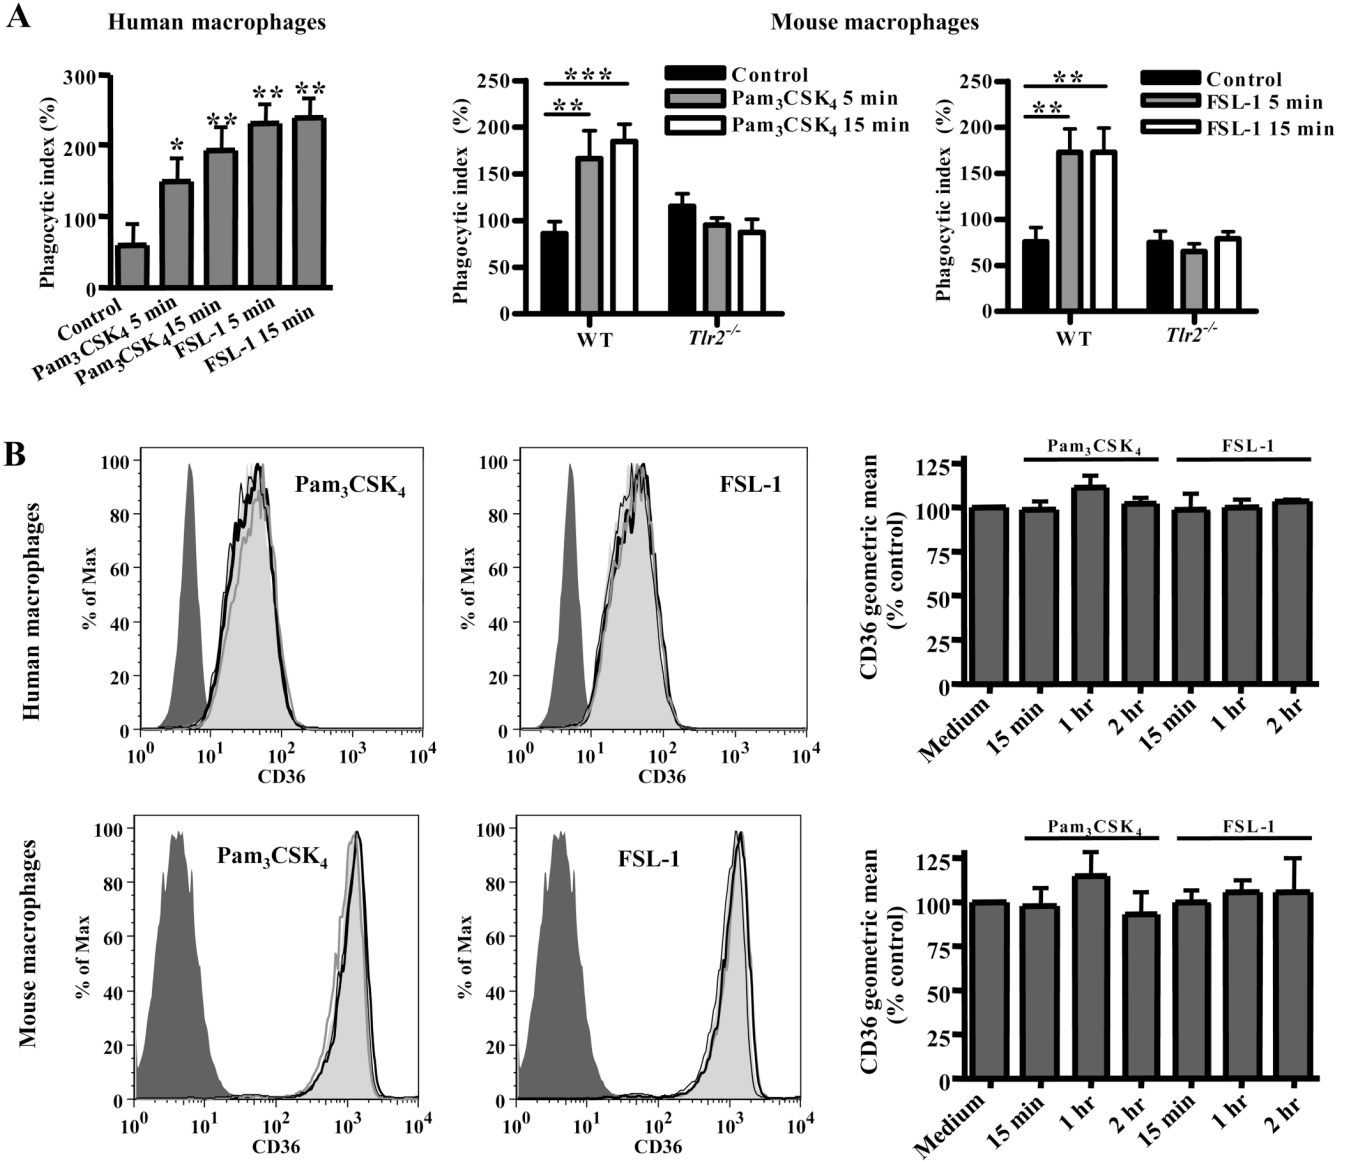 A
Human macrophages
Mouse macrophages
Phagocytic index (%)
300
200
100
0
*
**
**
**
Control
Pam3CSK4 5 min
Pam3CSK4 15 min
FSL-1 5 min
FSL-1 15 min
Phagocytic index (%)
250
200
150
100
50
0
***
**
Control
Pam3CSK4 5 min
Pam3CSK4 15 min
WT
Tlr2-/-
Phagocytic index (%)
250
200
150
100
50
0
**
**
Control
FSL-1 5 min
FSL-1 15 min
WT
Tlr2-/-
B
Human macrophages
% of Max
100
80
60
40
20
0
Pam3CSK4
10^0 10^1 10^2 10^3 10^4
CD36
% of Max
100
80
60
40
20
0
FSL-1
10^0 10^1 10^2 10^3 10^4
CD36
CD36 geometric mean
(% control)
125
100
75
50
25
0
Pam3CSK4
FSL-1
Medium
15 min
1 hr
2 hr
15 min
1 hr
2 hr
Mouse macrophages
% of Max
100
80
60
40
20
0
Pam3CSK4
10^0 10^1 10^2 10^3 10^4
CD36
% of Max
100
80
60
40
20
0
FSL-1
10^0 10^1 10^2 10^3 10^4
CD36
CD36 geometric mean
(% control)
125
100
75
50
25
0
Pam3CSK4
FSL-1
Medium
15 min
1 hr
2 hr
15 min
1 hr
2 hr